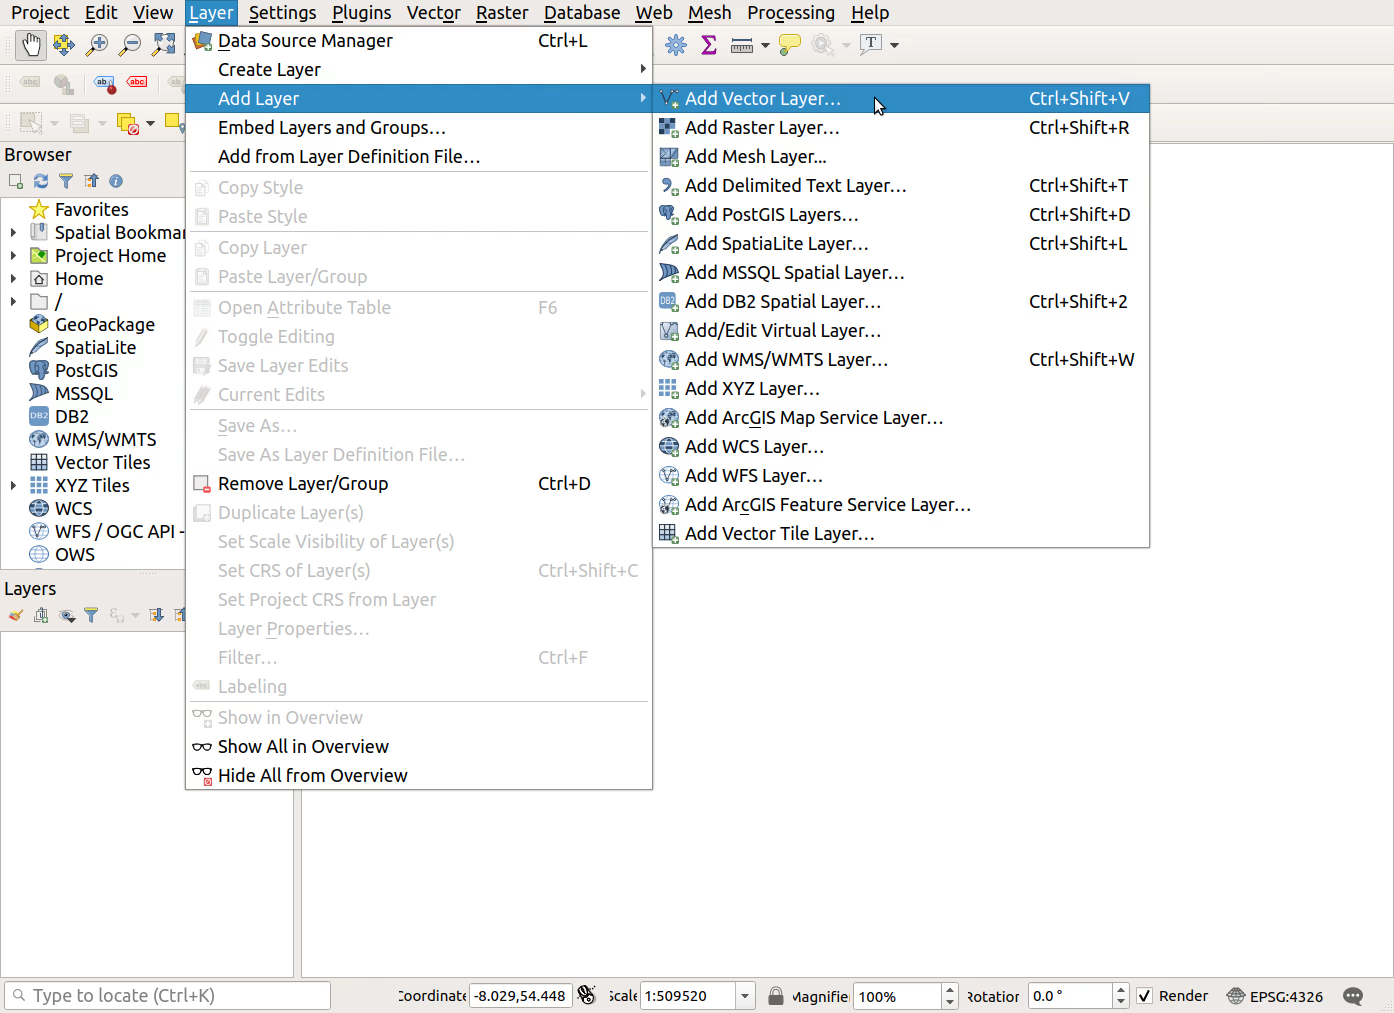 Project Edit View Layer Settings Plugins Vector Raster Database Web Mesh Processing Help
Data Source Manager Ctrl+L
Create Layer
Add Layer
Embed Layers and Groups...
Add from Layer Definition File...
Copy Style
Paste Style
Copy Layer
Paste Layer/Group
Open Attribute Table F6
Toggle Editing
Save Layer Edits
Current Edits
Save As...
Save As Layer Definition File...
Remove Layer/Group Ctrl+D
Duplicate Layer(s)
Set Scale Visibility of Layer(s)
Set CRS of Layer(s) Ctrl+Shift+C
Set Project CRS from Layer
Layer Properties...
Filter... Ctrl+F
Labeling
Show in Overview
Show All in Overview
Hide All from Overview
Add Vector Layer... Ctrl+Shift+V
Add Raster Layer... Ctrl+Shift+R
Add Mesh Layer...
Add Delimited Text Layer... Ctrl+Shift+T
Add PostGIS Layers... Ctrl+Shift+D
Add SpatiaLite Layer... Ctrl+Shift+L
Add MSSQL Spatial Layer...
Add DB2 Spatial Layer... Ctrl+Shift+2
Add/Edit Virtual Layer...
Add WMS/WMTS Layer... Ctrl+Shift+W
Add XYZ Layer...
Add ArcGIS Map Service Layer...
Add WCS Layer...
Add WFS Layer...
Add ArcGIS Feature Service Layer...
Add Vector Tile Layer...
Browser
Favorites
Spatial Bookmar
Project Home
Home
/
GeoPackage
SpatiaLite
PostGIS
MSSQL
DB2
WMS/WMTS
Vector Tiles
XYZ Tiles
WCS
WFS / OGC API -
OWS
Layers
Type to locate (Ctrl+K) Coordinate -8.029,54.448 Scale 1:509520 Magnifie 100% Rotation 0.0 ° Render EPSG:4326